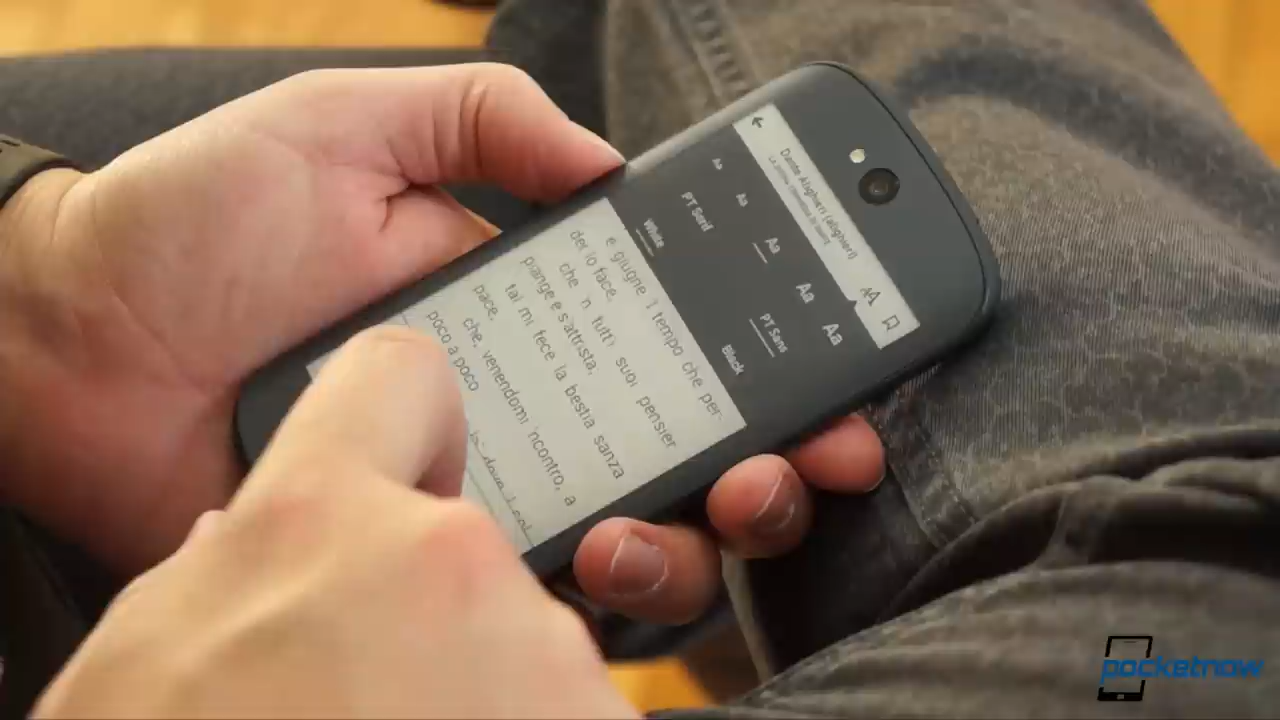 Dante Alighieri (alighieri)
AA
Aa Aa Aa Aa Aa
PT Serif PT Sans
White Black
e giugne 'l tempo che per-
der lo face,
che 'n tutti suoi pensier
piange e s'attrista;
tal mi fece la bestia sanza
pace,
che, venendomi 'ncontro, a
poco a poco
pocketnow